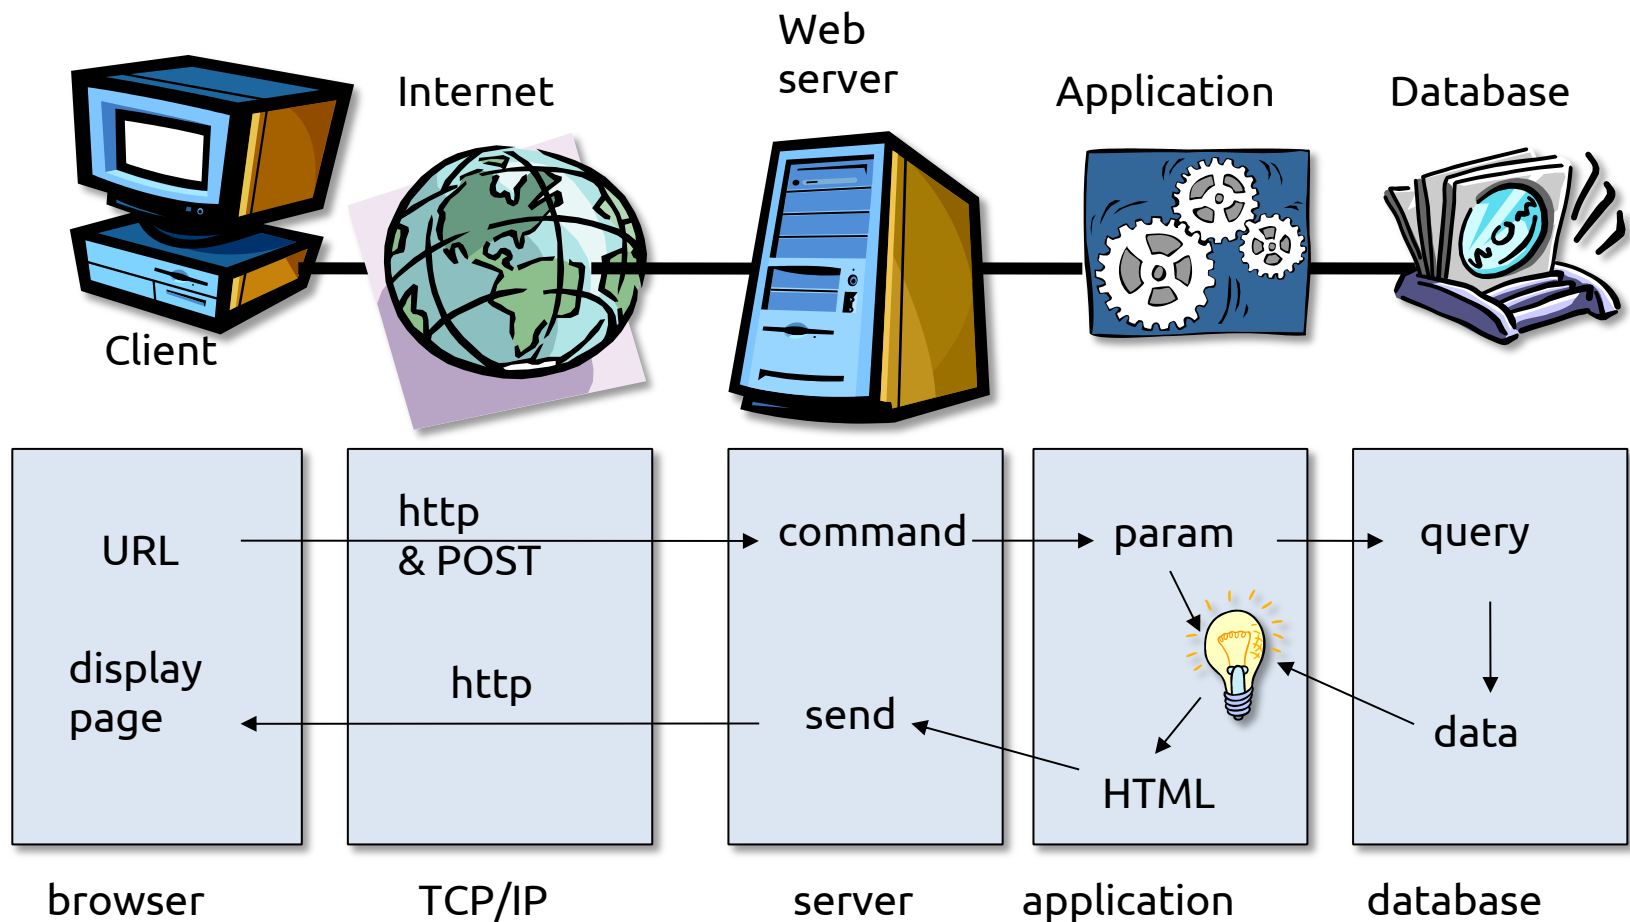 Web
server
Internet
Application
Database
Client
http
& POST
URL
command
param
query
display
page
http
send
data
HTML
browser
TCP/IP
server
application
database